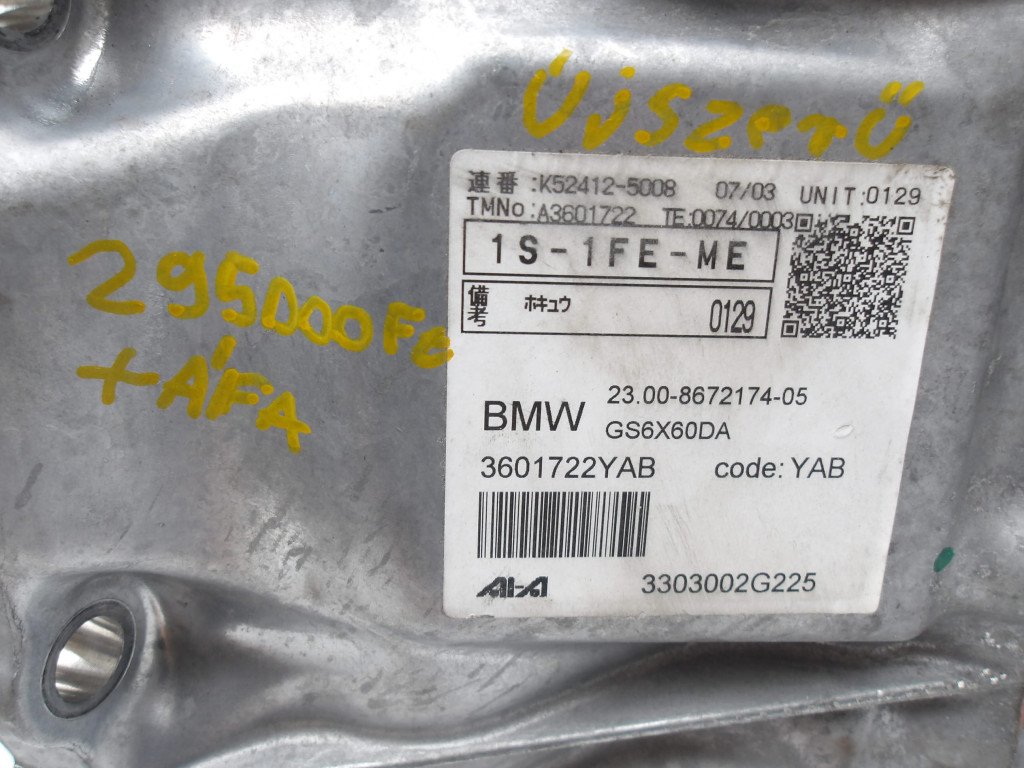 Újszerű
295000Ft
+ÁFA
連番:K52412-5008 07/03 UNIT:0129
TMNo:A3601722 TE:0074/0003
1S-1FE-ME
備考 ホキュウ 0129
BMW 23.00-8672174-05
GS6X60DA
3601722YAB code:YAB
AI-A 3303002G225